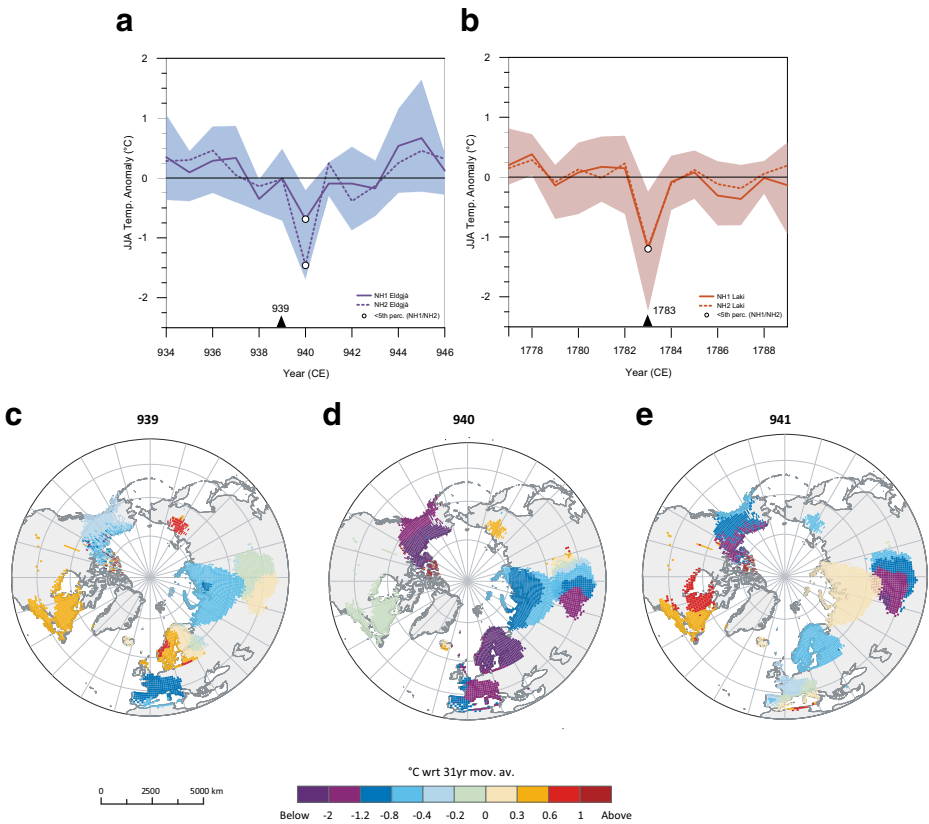 a
2
1
0
-1
-2
JJA Temp. Anomaly (°C)
939
NH1 Eldgjá
NH2 Eldgjá
<5th perc. (NH1/NH2)
934 936 938 940 942 944 946
Year (CE)
b
2
1
0
-1
-2
JJA Temp. Anomaly (°C)
1783
NH1 Laki
NH2 Laki
<5th perc. (NH1/NH2)
1778 1780 1782 1784 1786 1788
Year (CE)
c
939
d
940
e
941
0 2500 5000 km
°C wrt 31yr mov. av.
Below -2 -1.2 -0.8 -0.4 -0.2 0 0.3 0.6 1 Above